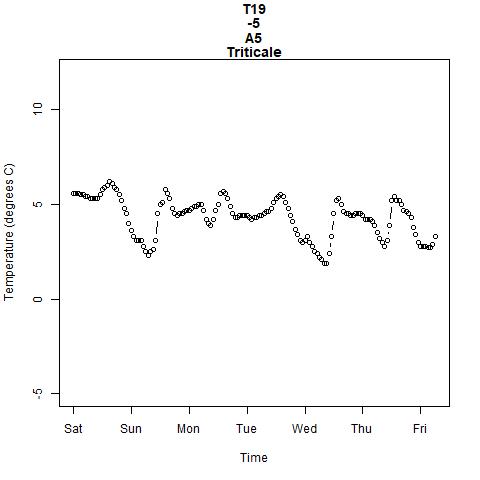 T19
-5
A5
Triticale
Temperature (degrees C)
10
5
0
-5
Sat Sun Mon Tue Wed Thu Fri
Time